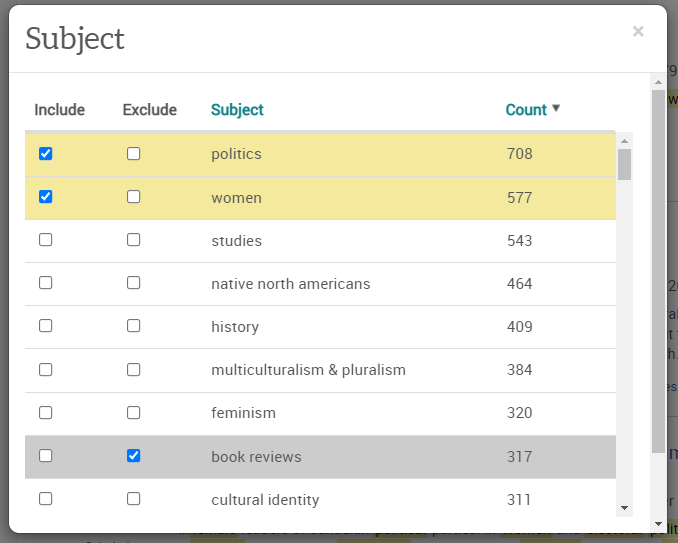 Subject
×
Include Exclude Subject Count ▼
politics 708
women 577
studies 543
native north americans 464
history 409
multiculturalism & pluralism 384
feminism 320
book reviews 317
cultural identity 311